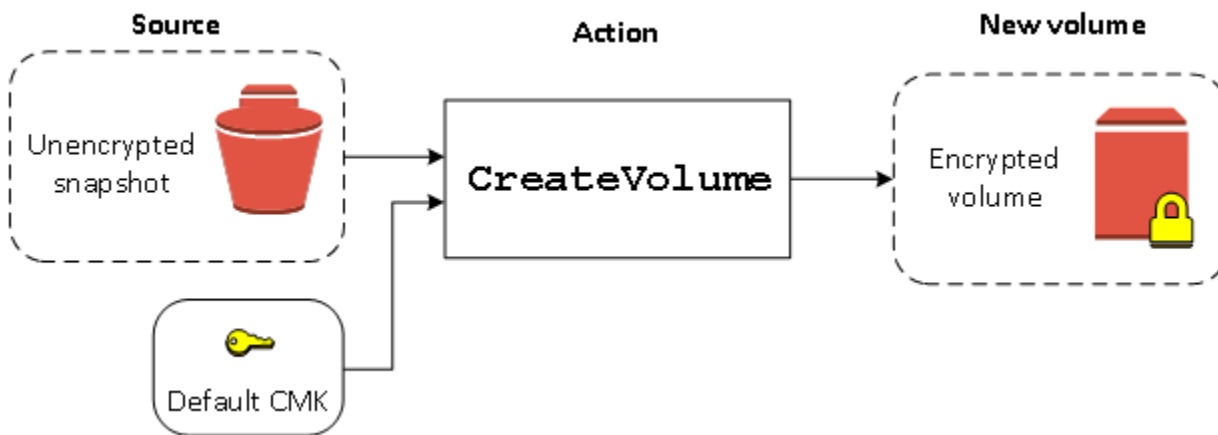 Source
Action
New volume
Unencrypted
snapshot
CreateVolume
Encrypted
volume
Default CMK